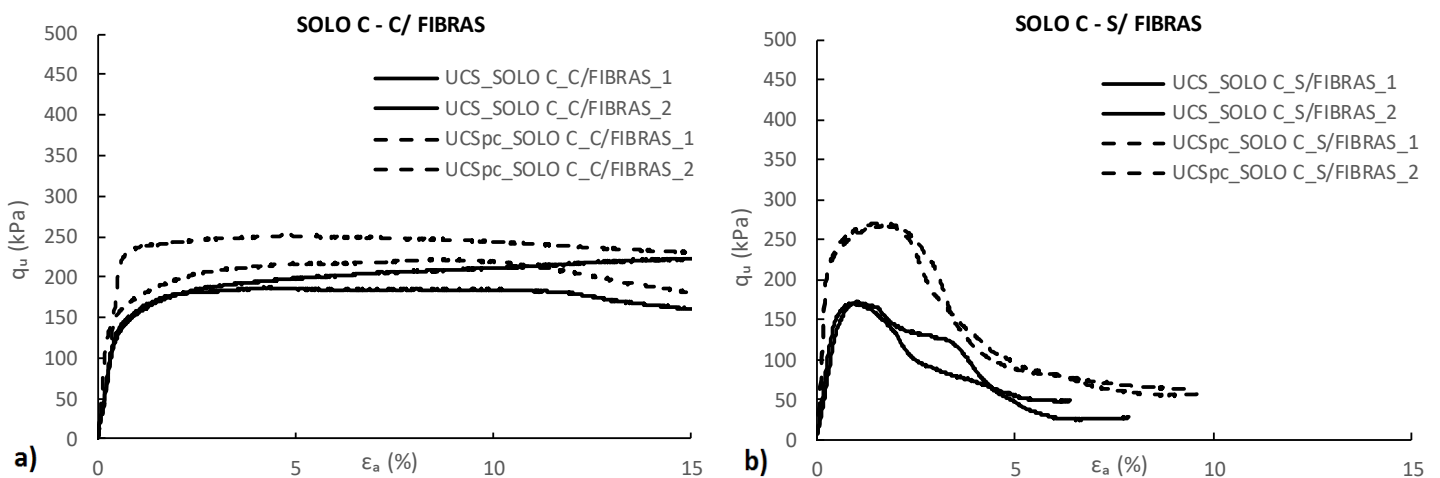 SOLO C - C/ FIBRAS
500
450
400
350
300
250
200
150
100
50
0
qᵤ (kPa)
UCS_SOLO C_C/FIBRAS_1
UCS_SOLO C_C/FIBRAS_2
UCSpc_SOLO C_C/FIBRAS_1
UCSpc_SOLO C_C/FIBRAS_2
0 5 10 15
a)
εₐ (%)
SOLO C - S/ FIBRAS
500
450
400
350
300
250
200
150
100
50
0
qᵤ (kPa)
UCS_SOLO C_S/FIBRAS_1
UCS_SOLO C_S/FIBRAS_2
UCSpc_SOLO C_S/FIBRAS_1
UCSpc_SOLO C_S/FIBRAS_2
0 5 10 15
b)
εₐ (%)